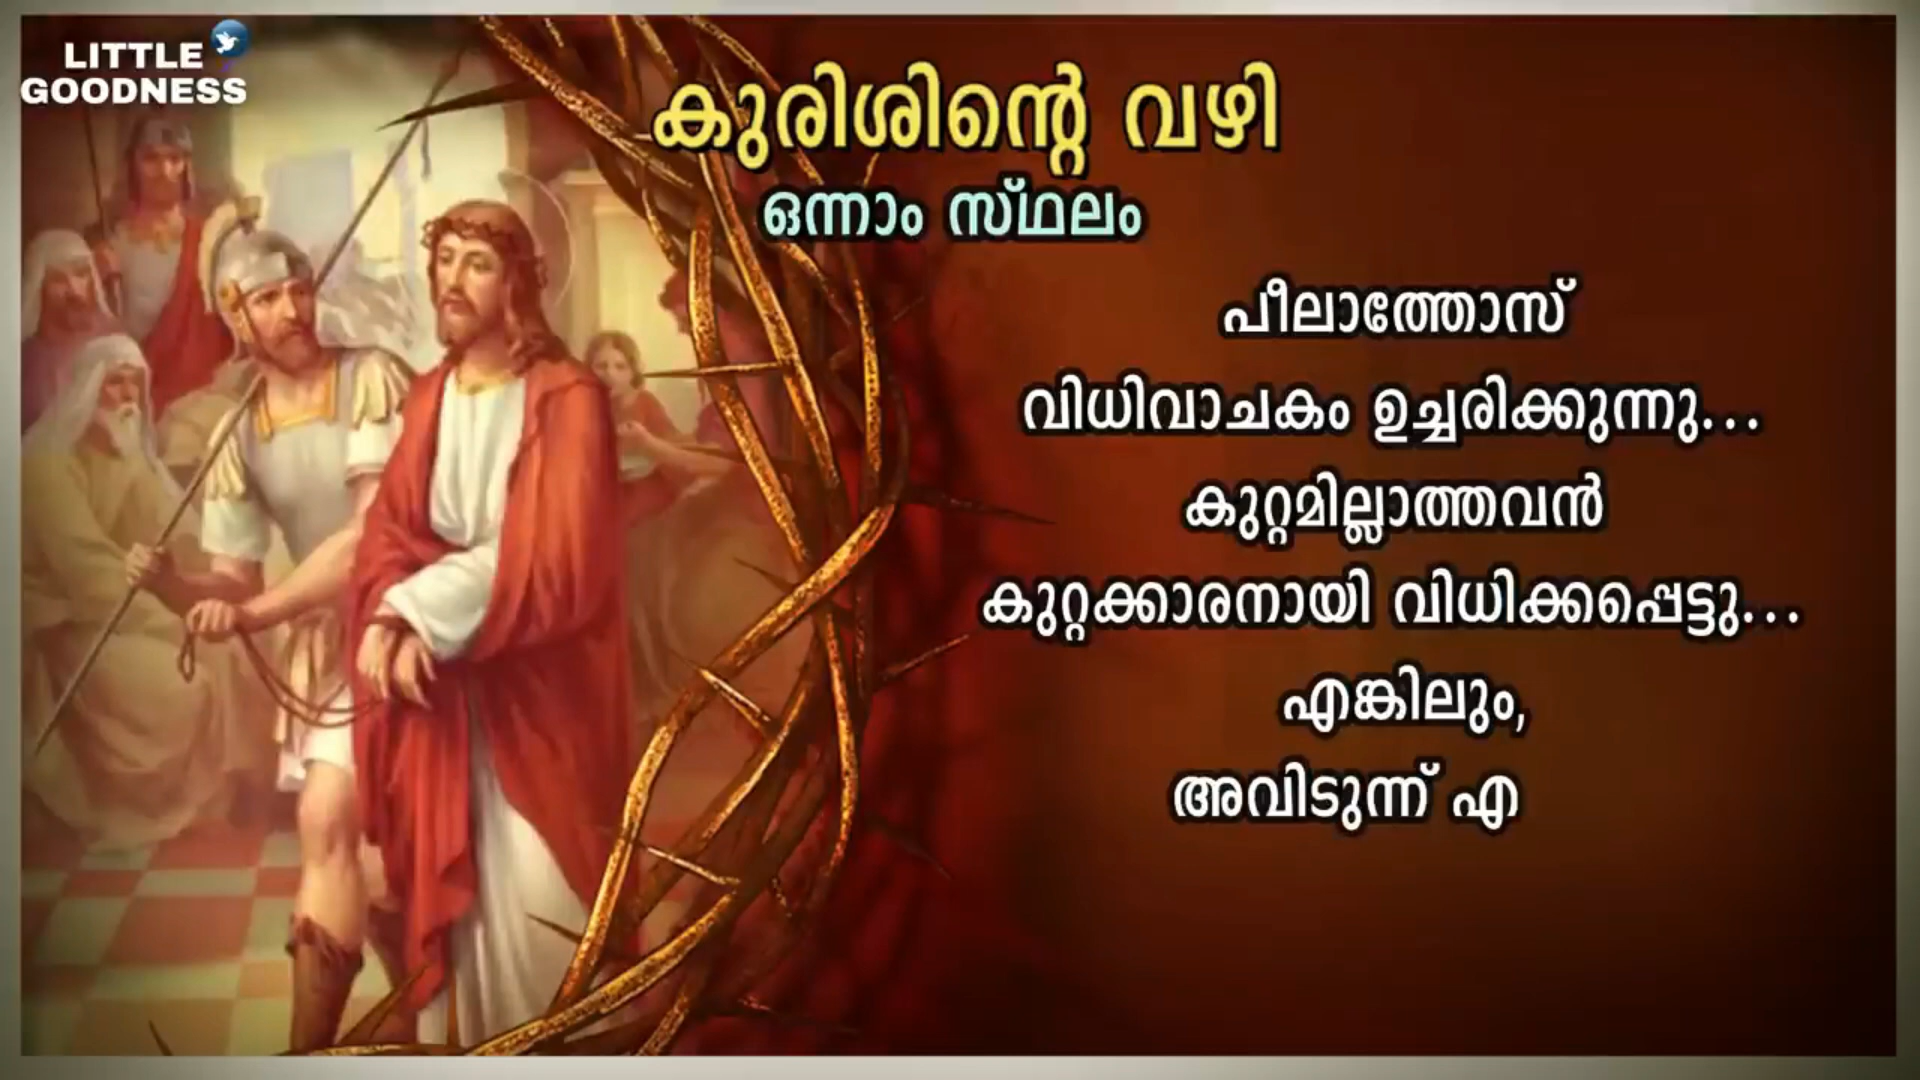 LITTLE
GOODNESS
കുരിശിന്റെ വഴി
ഒന്നാം സ്ഥലം
പീലാത്തോസ്
വിധിവാചകം ഉച്ചരിക്കുന്നു...
കുറ്റമില്ലാത്തവൻ
കുറ്റക്കാരനായി വിധിക്കപ്പെട്ടു...
എങ്കിലും,
അവിടുന്ന് എ